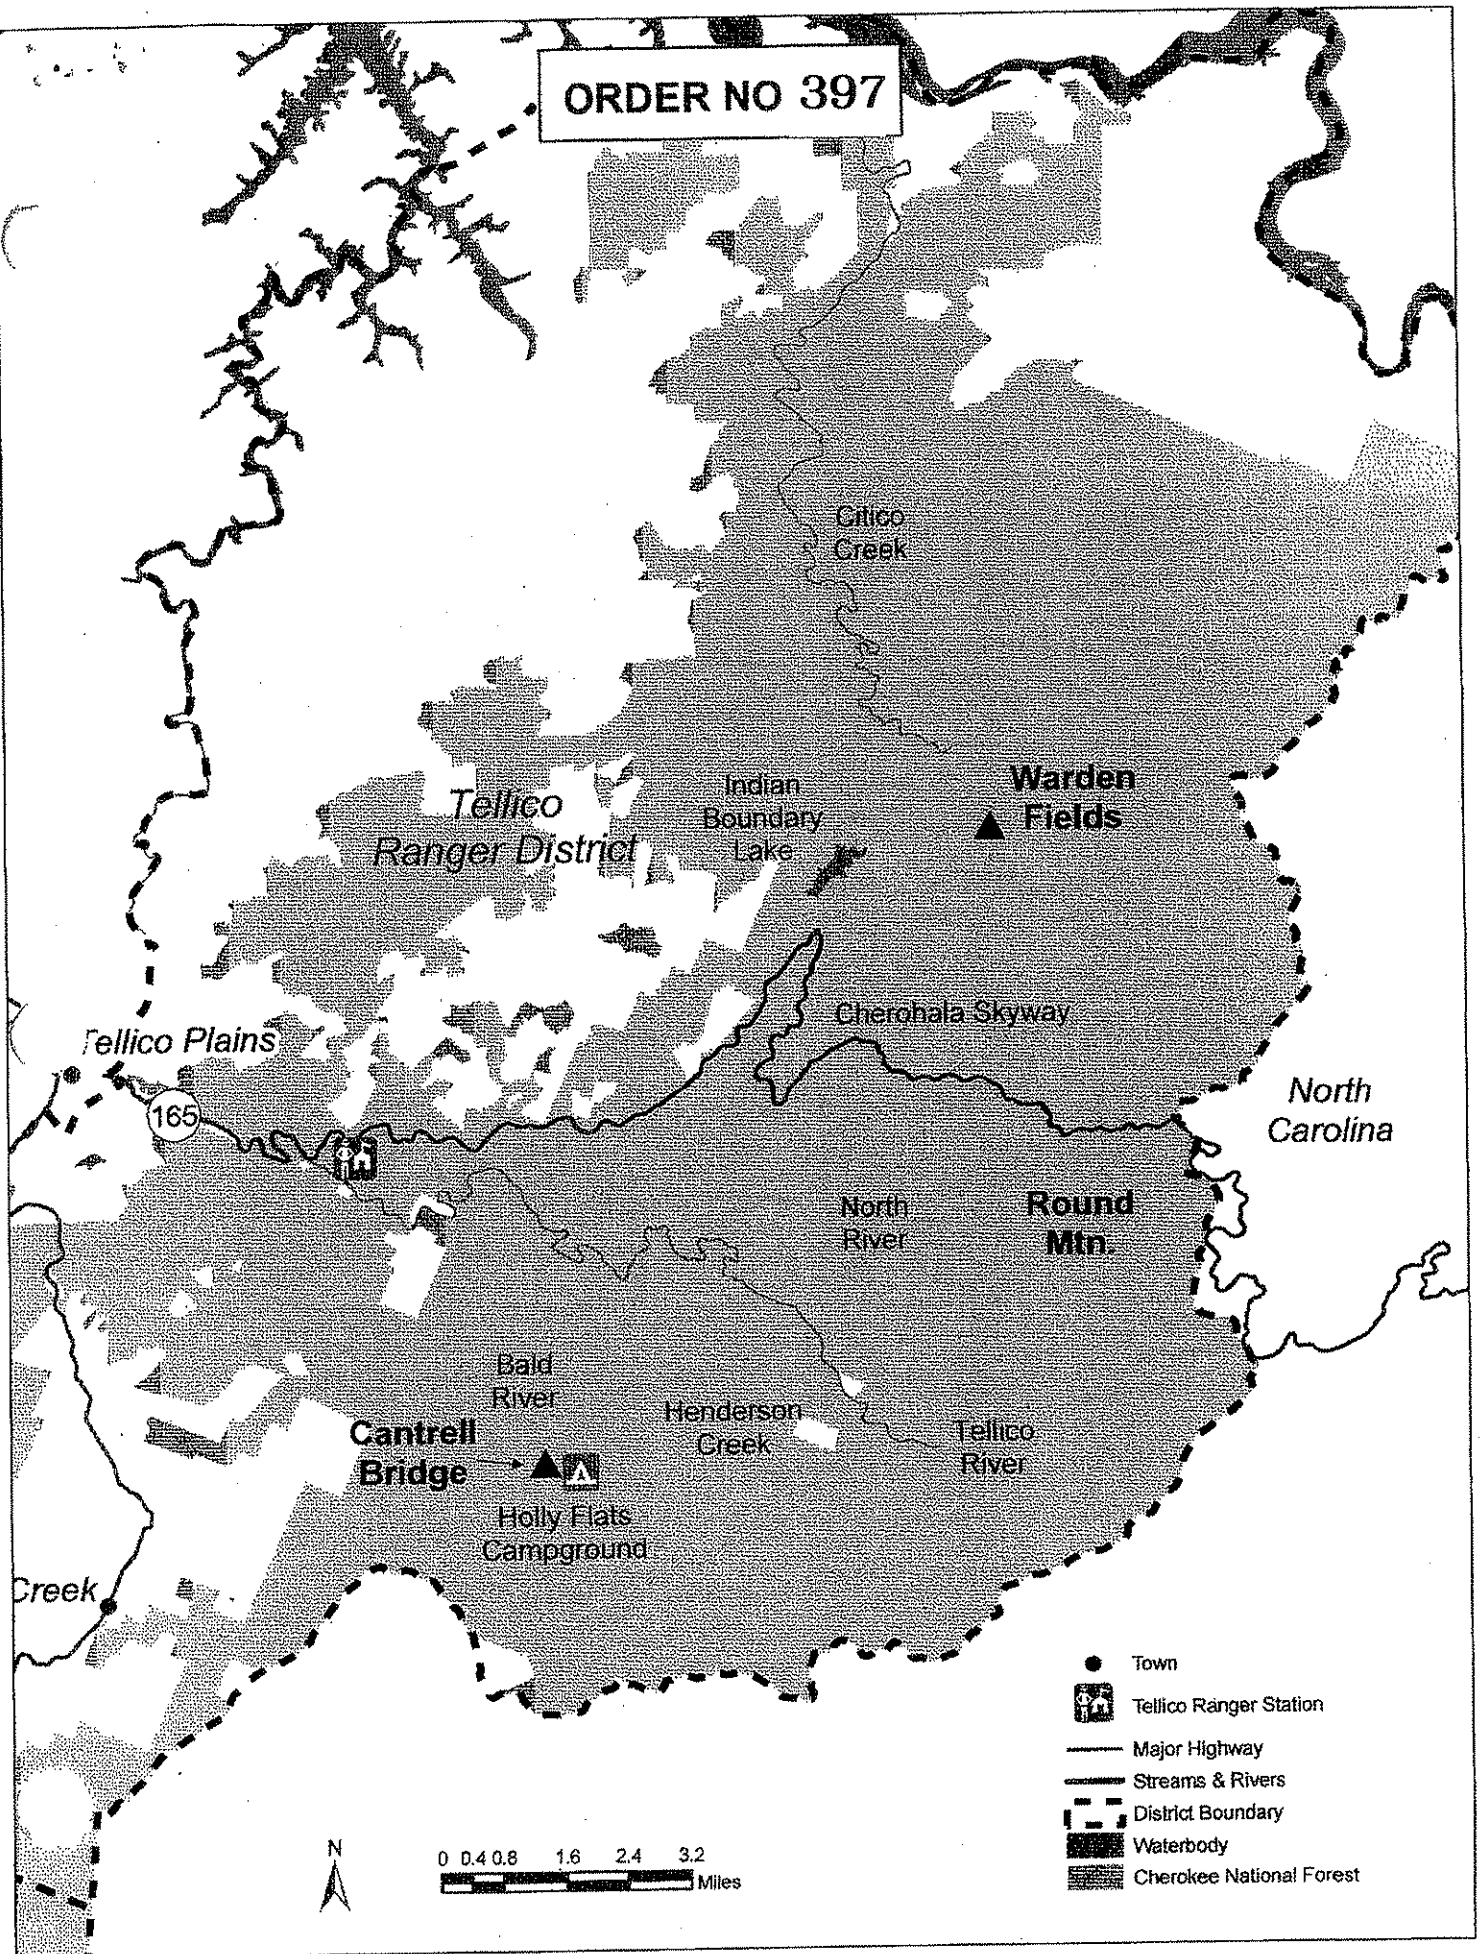 ORDER NO 397
Citico
Creek
Warden
Fields
Indian
Boundary
Lake
Tellico
Ranger District
Cherohala Skyway
Tellico Plains
165
North
Carolina
North
River
Round
Mtn.
Bald
River
Henderson
Creek
Tellico
River
Cantrell
Bridge
Holly Flats
Campground
Creek
Town
Tellico Ranger Station
Major Highway
Streams & Rivers
District Boundary
Waterbody
Cherokee National Forest
N
0 0.4 0.8 1.6 2.4 3.2
Miles